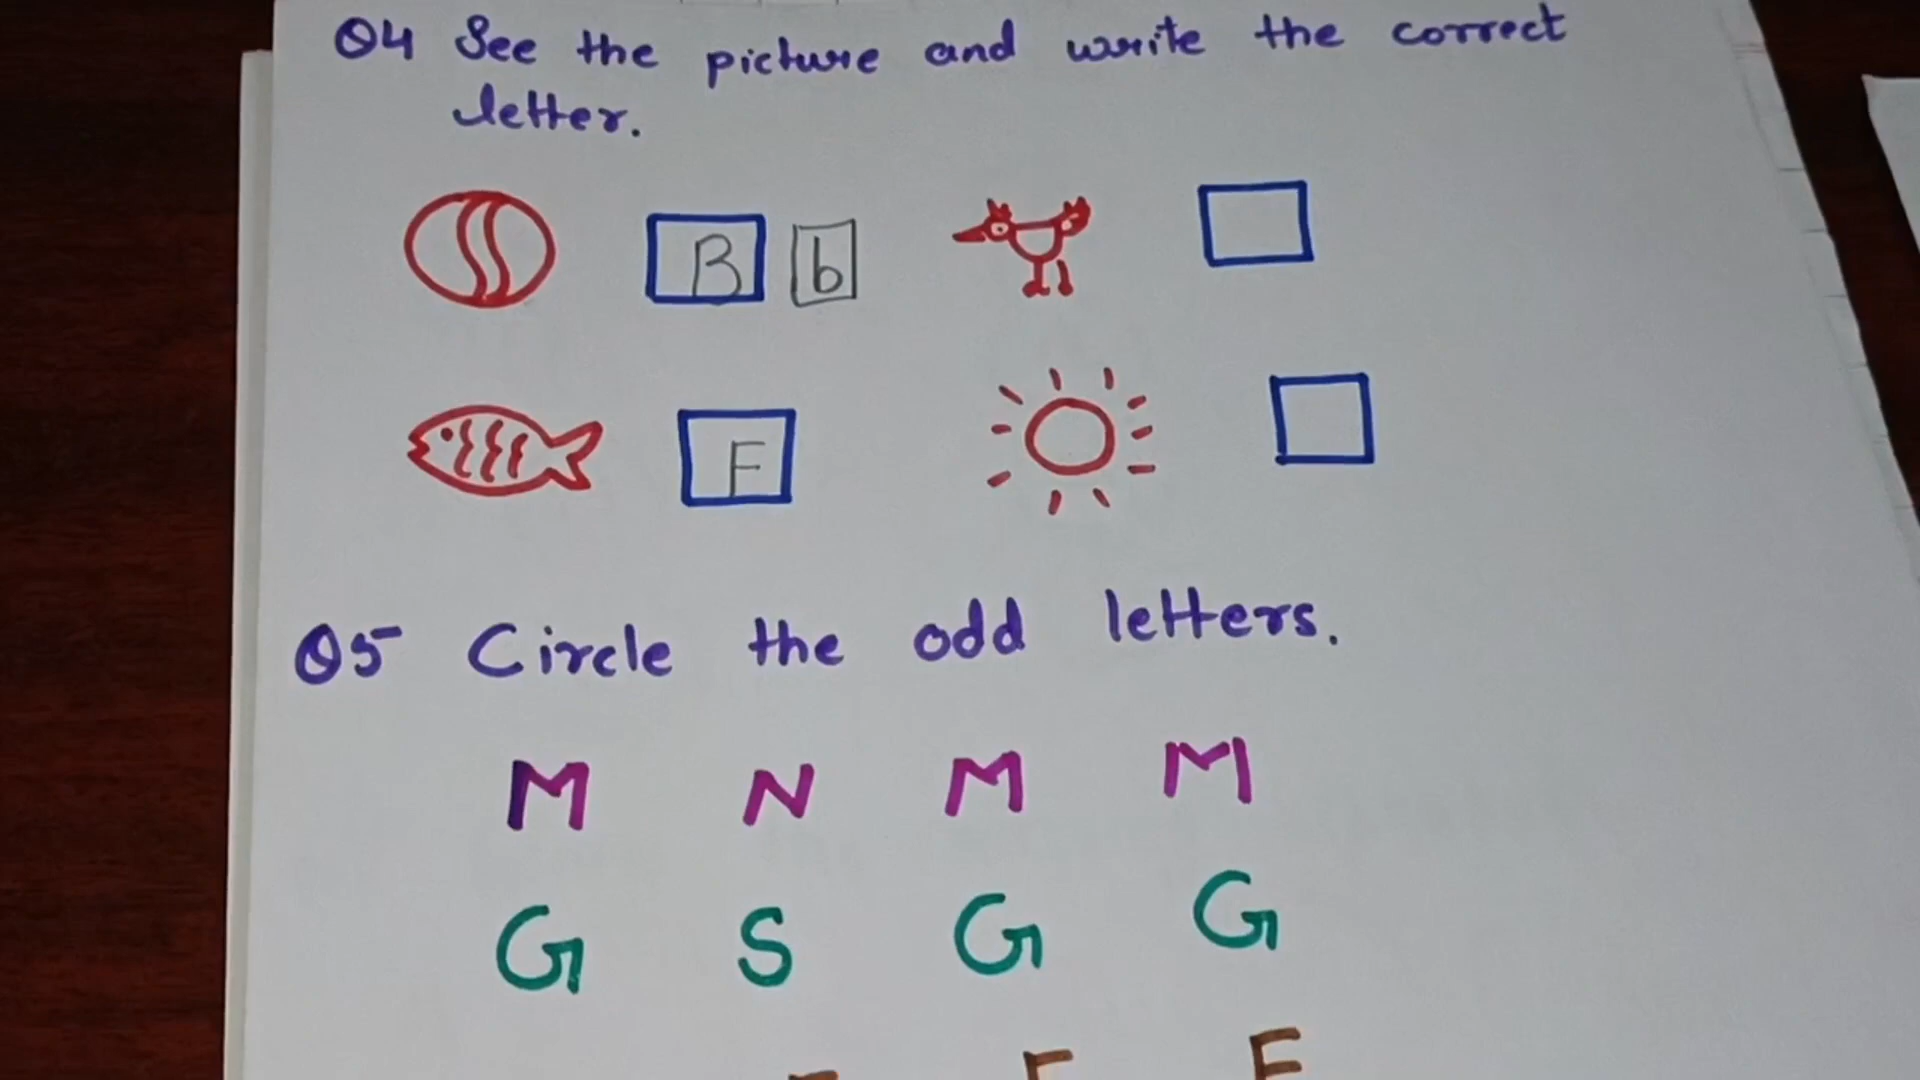 Q4 See the picture and write the correct
letter.
B b
F
Q5 Circle the odd letters.
M N M M
G S G G